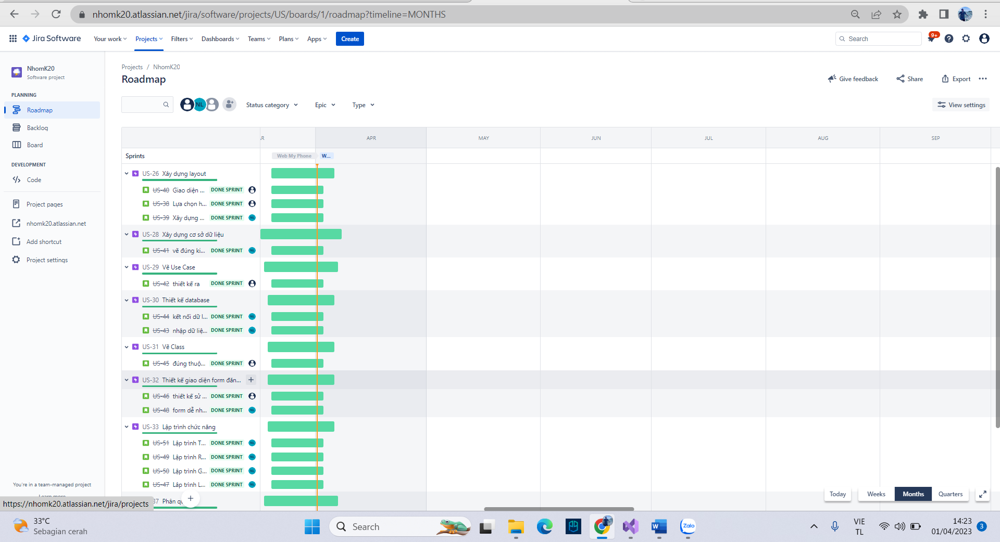 nhomk20.atlassian.net/jira/software/projects/US/boards/1/roadmap?timeline=MONTHS
Jira Software Your work Projects Filters Dashboards Teams Plans Apps Create Search 9+
NhomK20
Software project
PLANNING
Roadmap
Backlog
Board
DEVELOPMENT
Code
Project pages
nhomk20.atlassian.net
Add shortcut
Project settings
You're in a team-managed project
https://nhomk20.atlassian.net/jira/projects
Projects / NhomK20
Roadmap
Give feedback Share Export
NL Status category Epic Type View settings
APR MAY JUN JUL AUG SEP
Sprints Web My Phone W...
US-26 Xây dựng layout
US-40 Giao diện ... DONE SPRINT
US-38 Lựa chọn h... DONE SPRINT
US-39 Xây dựng ... DONE SPRINT NL
US-28 Xây dựng cơ sở dữ liệu
US-41 vẽ đúng ki... DONE SPRINT NL
US-29 Vẽ Use Case
US-42 thiết kế ra DONE SPRINT
US-30 Thiết kế database
US-44 kết nối dữ l... DONE SPRINT NL
US-43 nhập dữ liệ... DONE SPRINT NL
US-31 Vẽ Class
US-45 đúng thuộ... DONE SPRINT
US-32 Thiết kế giao diện form đăn...
US-46 thiết kế sử ... DONE SPRINT
US-48 form dễ nh... DONE SPRINT NL
US-33 Lập trình chức năng
US-51 Lập trình T... DONE SPRINT NL
US-49 Lập trình R... DONE SPRINT NL
US-50 Lập trình G... DONE SPRINT NL
US-47 Lập trình L... DONE SPRINT NL
37 Phân q
Today Weeks Months Quarters
33°C
Sebagian cerah
Search
Zalo
VIE
TL
14:23
01/04/2023
3